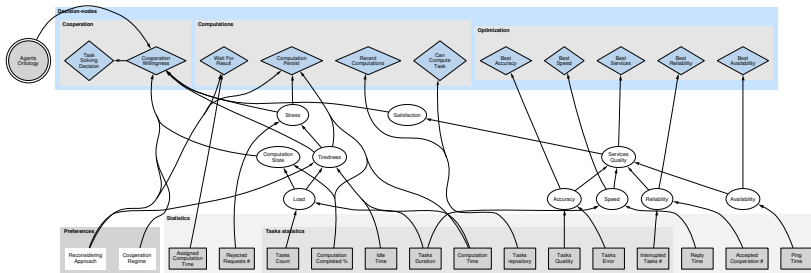 Decision-nodes
Cooperation
Computations
Optimization
Agents
Ontology
Task
Solving
Decision
Cooperation
Willingness
Wait For
Result
Computation
Persist
Recent
Computations
Can
Compute
Task
Best
Accuracy
Best
Speed
Best
Services
Best
Reliability
Best
Availability
Stress
Satisfaction
Computation
State
Tiredness
Services
Quality
Load
Accuracy
Speed
Reliability
Availability
Preferences
Reconsidering
Approach
Cooperation
Regime
Statistics
Assigned
Computation
Time
Rejected
Requests #
Tasks statistics
Tasks
Count
Computation
Completed %
Idle
Time
Tasks
Duration
Computation
Time
Tasks
repository
Tasks
Quality
Tasks
Error
Interrupted
Tasks #
Reply
Time
Accepted
Cooperation #
Ping
Time